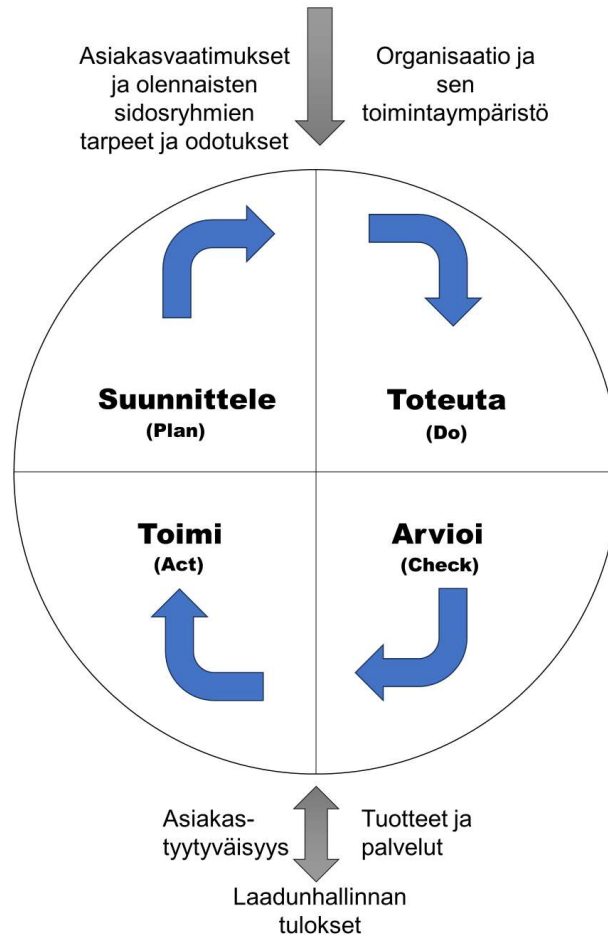 Asiakasvaatimukset
ja olennaisten
sidosryhmien
tarpeet ja odotukset
Organisaatio ja
sen
toimintaympäristö
Suunnittele
(Plan)
Toteuta
(Do)
Toimi
(Act)
Arvioi
(Check)
Asiakas-
tyytyväisyys
Tuotteet ja
palvelut
Laadunhallinnan
tulokset